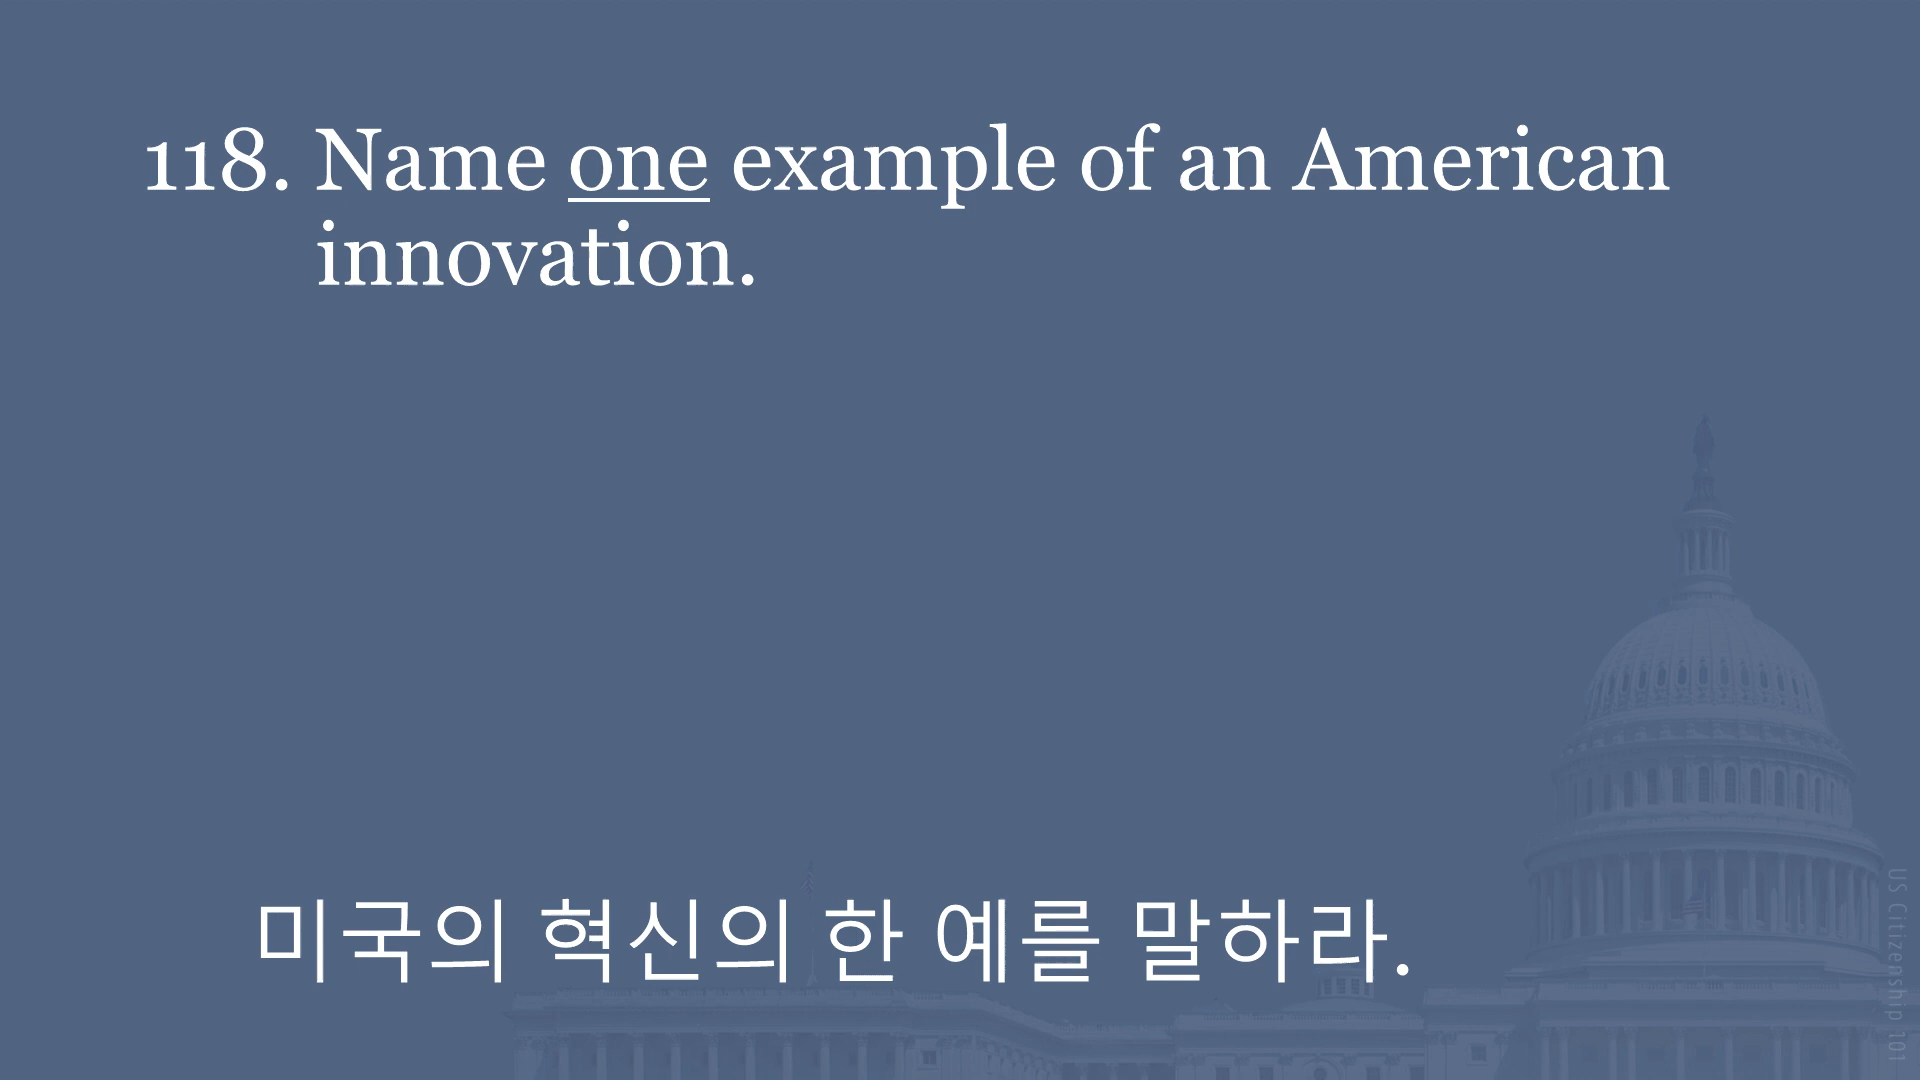 118. Name one example of an American
innovation.
미국의 혁신의 한 예를 말하라.
US Citizenship 101